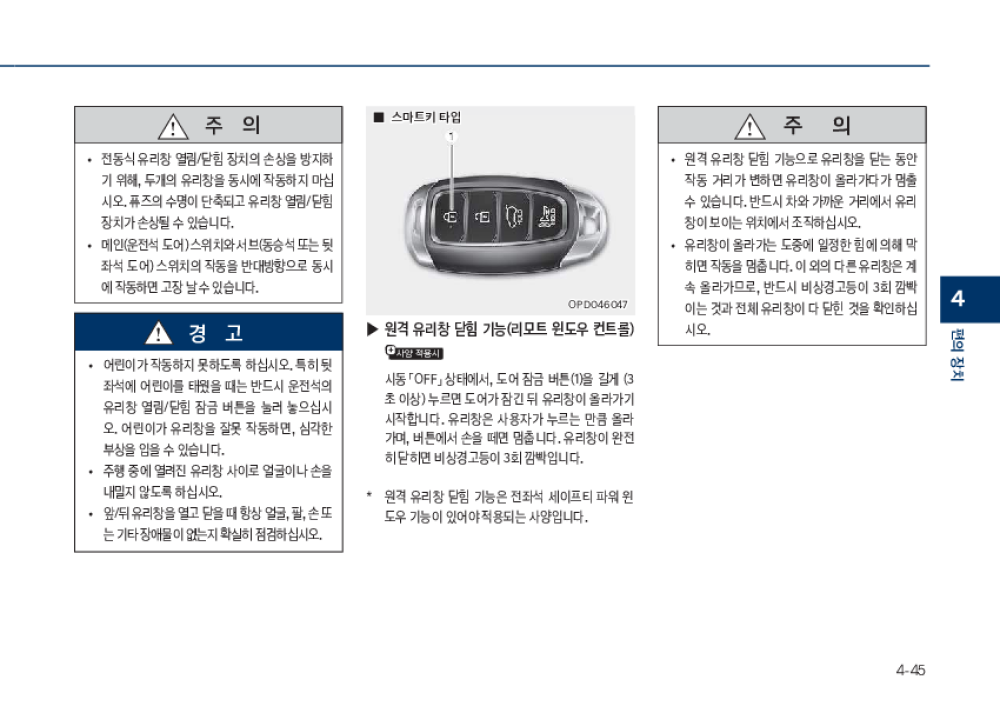 주 의
• 전동식 유리창 열림/닫힘 장치의 손상을 방지하
기 위해, 두개의 유리창을 동시에 작동하지 마십
시오. 퓨즈의 수명이 단축되고 유리창 열림/닫힘
장치가 손상될 수 있습니다.
• 메인(운전석 도어) 스위치와 서브(동승석 또는 뒷
좌석 도어) 스위치의 작동을 반대방향으로 동시
에 작동하면 고장 날 수 있습니다.
경 고
• 어린이가 작동하지 못하도록 하십시오. 특히 뒷
좌석에 어린이를 태웠을 때는 반드시 운전석의
유리창 열림/닫힘 잠금 버튼을 눌러 놓으십시
오. 어린이가 유리창을 잘못 작동하면, 심각한
부상을 입을 수 있습니다.
• 주행 중에 열려진 유리창 사이로 얼굴이나 손을
내밀지 않도록 하십시오.
• 앞/뒤 유리창을 열고 닫을 때 항상 얼굴, 팔, 손 또
는 기타 장애물이 없는지 확실히 점검하십시오.
■ 스마트키 타입
1
OPDO46047
▶ 원격 유리창 닫힘 기능(리모트 윈도우 컨트롤)
사양 적용시
시동 ｢OFF｣ 상태에서, 도어 잠금 버튼(1)을 길게 (3
초 이상) 누르면 도어가 잠긴 뒤 유리창이 올라가기
시작합니다. 유리창은 사용자가 누르는 만큼 올라
가며, 버튼에서 손을 떼면 멈춥니다. 유리창이 완전
히 닫히면 비상경고등이 3회 깜빡입니다.
* 원격 유리창 닫힘 기능은 전좌석 세이프티 파워 윈
도우 기능이 있어야 적용되는 사양입니다.
주 의
• 원격 유리창 닫힘 기능으로 유리창을 닫는 동안
작동 거리가 변하면 유리창이 올라가다가 멈출
수 있습니다. 반드시 차와 가까운 거리에서 유리
창이 보이는 위치에서 조작하십시오.
• 유리창이 올라가는 도중에 일정한 힘에 의해 막
히면 작동을 멈춥니다. 이 외의 다른 유리창은 계
속 올라가므로, 반드시 비상경고등이 3회 깜빡
이는 것과 전체 유리창이 다 닫힌 것을 확인하십
시오.
4
편의 장치
4-45